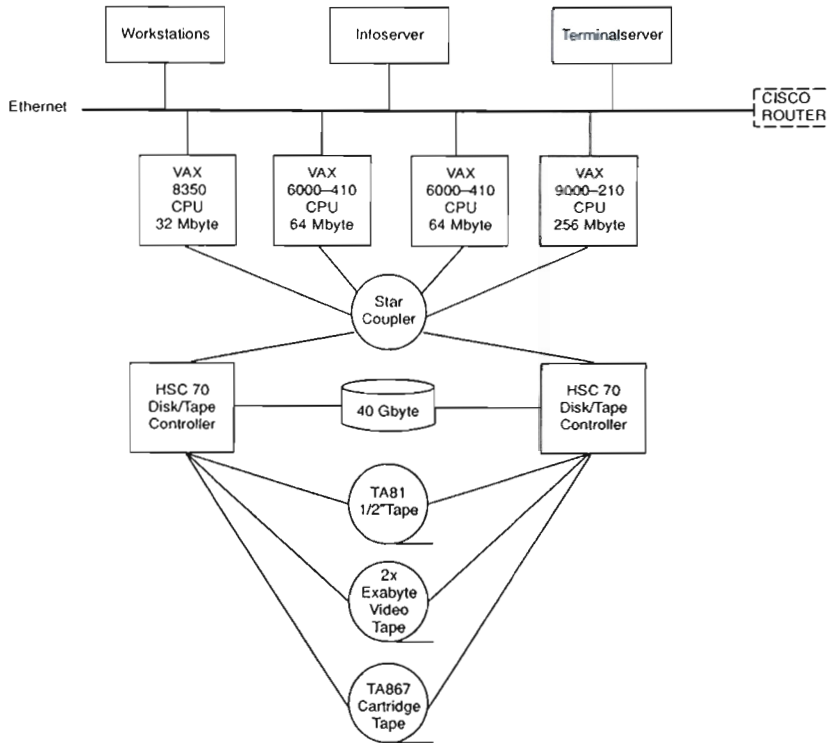 Workstations
Infoserver
Terminalserver
Ethernet
CISCO
ROUTER
VAX
8350
CPU
32 Mbyte
VAX
6000–410
CPU
64 Mbyte
VAX
6000–410
CPU
64 Mbyte
VAX
9000–210
CPU
256 Mbyte
Star
Coupler
HSC 70
Disk/Tape
Controller
40 Gbyte
HSC 70
Disk/Tape
Controller
TA81
1/2"Tape
2x
Exabyte
Video
Tape
TA867
Cartridge
Tape